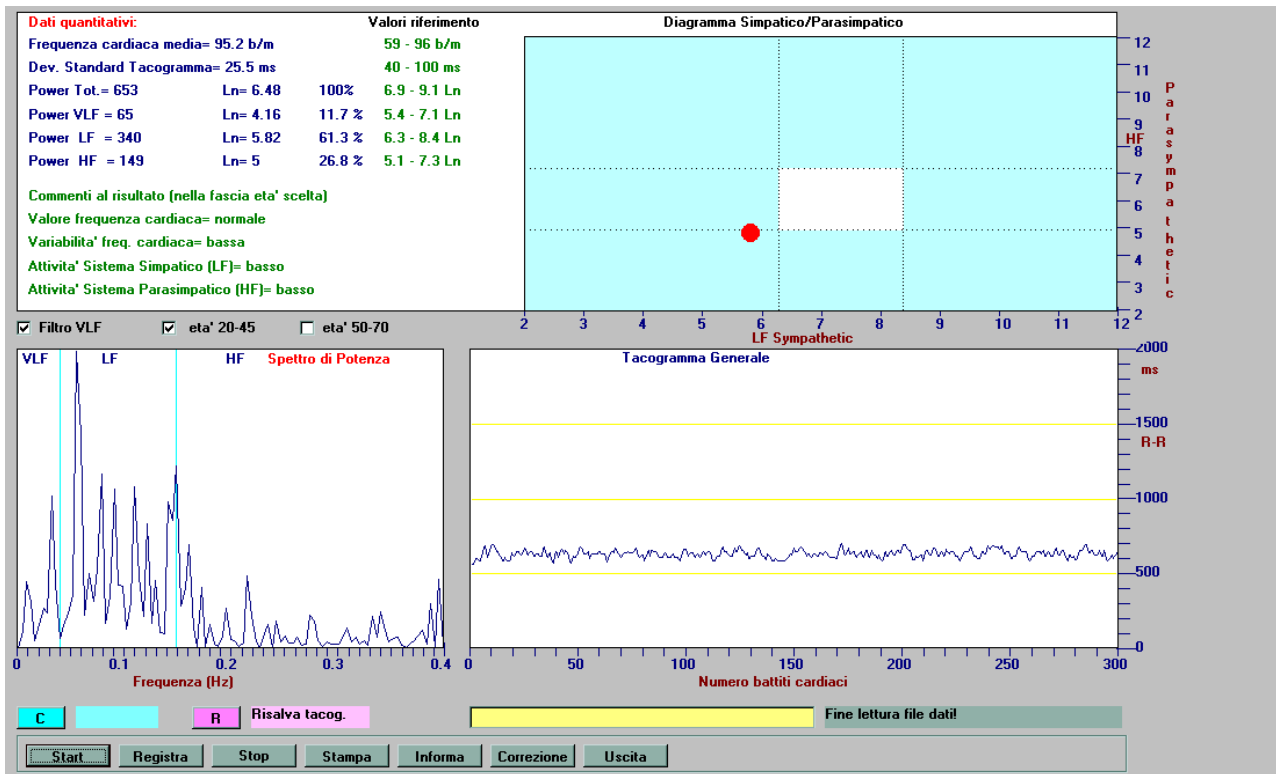 Dati quantitativi: Valori riferimento
Frequenza cardiaca media= 95.2 b/m 59 - 96 b/m
Dev. Standard Tacogramma= 25.5 ms 40 - 100 ms
Power Tot.= 653 Ln= 6.48 100% 6.9 - 9.1 Ln
Power VLF = 65 Ln= 4.16 11.7 % 5.4 - 7.1 Ln
Power LF = 340 Ln= 5.82 61.3 % 6.3 - 8.4 Ln
Power HF = 149 Ln= 5 26.8 % 5.1 - 7.3 Ln
Commenti al risultato (nella fascia eta' scelta)
Valore frequenza cardiaca= normale
Variabilita' freq. cardiaca= bassa
Attivita' Sistema Simpatico (LF)= basso
Attivita' Sistema Parasimpatico (HF)= basso
Filtro VLF eta' 20-45 eta' 50-70
Diagramma Simpatico/Parasimpatico
12
11
10
9
HF
8
7
6
5
4
3
2
Parasympathetic
2 3 4 5 6 7 8 9 10 11 12
LF Sympathetic
VLF LF HF Spettro di Potenza
0 0.1 0.2 0.3 0.4
Frequenza (Hz)
Tacogramma Generale
2000
ms
1500
R-R
1000
500
0
0 50 100 150 200 250 300
Numero battiti cardiaci
C R Risalva tacog. Fine lettura file dati!
Start Registra Stop Stampa Informa Correzione Uscita